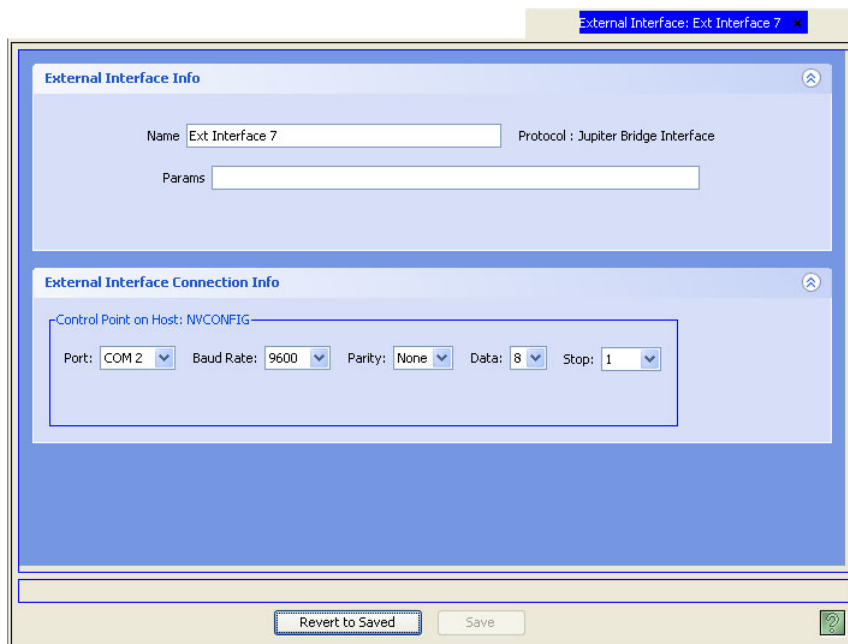 External Interface: Ext Interface 7 ×
External Interface Info
Name Ext Interface 7 Protocol : Jupiter Bridge Interface
Params
External Interface Connection Info
Control Point on Host: NVCONFIG
Port: COM 2 Baud Rate: 9600 Parity: None Data: 8 Stop: 1
Revert to Saved Save
?